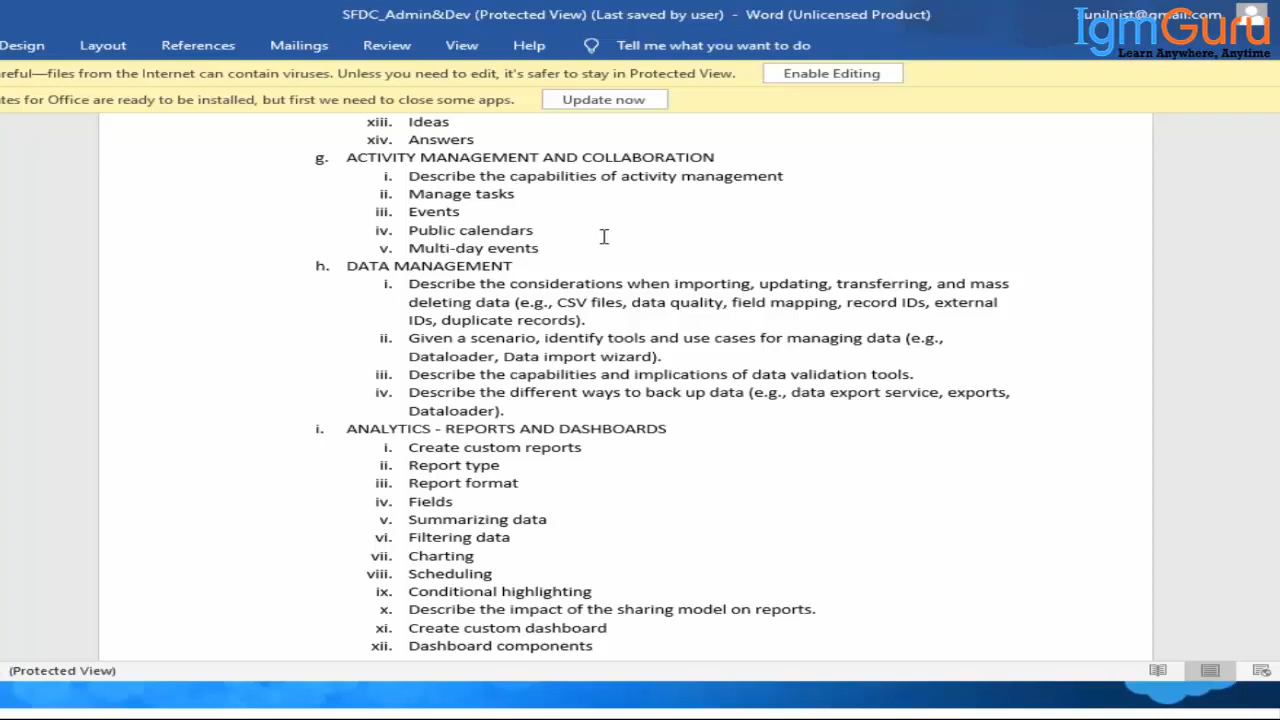 SFDC_Admin&Dev (Protected View) (Last saved by user) - Word (Unlicensed Product)
IgmGuru
Learn Anywhere, Anytime
Design Layout References Mailings Review View Help Tell me what you want to do
files from the Internet can contain viruses. Unless you need to edit, it's safer to stay in Protected View. Enable Editing
for Office are ready to be installed, but first we need to close some apps. Update now
xiii. Ideas
xiv. Answers
g. ACTIVITY MANAGEMENT AND COLLABORATION
i. Describe the capabilities of activity management
ii. Manage tasks
iii. Events
iv. Public calendars
v. Multi-day events
h. DATA MANAGEMENT
i. Describe the considerations when importing, updating, transferring, and mass
deleting data (e.g., CSV files, data quality, field mapping, record IDs, external
IDs, duplicate records).
ii. Given a scenario, identify tools and use cases for managing data (e.g.,
Dataloader, Data import wizard).
iii. Describe the capabilities and implications of data validation tools.
iv. Describe the different ways to back up data (e.g., data export service, exports,
Dataloader).
i. ANALYTICS - REPORTS AND DASHBOARDS
i. Create custom reports
ii. Report type
iii. Report format
iv. Fields
v. Summarizing data
vi. Filtering data
vii. Charting
viii. Scheduling
ix. Conditional highlighting
x. Describe the impact of the sharing model on reports.
xi. Create custom dashboard
xii. Dashboard components
(Protected View)